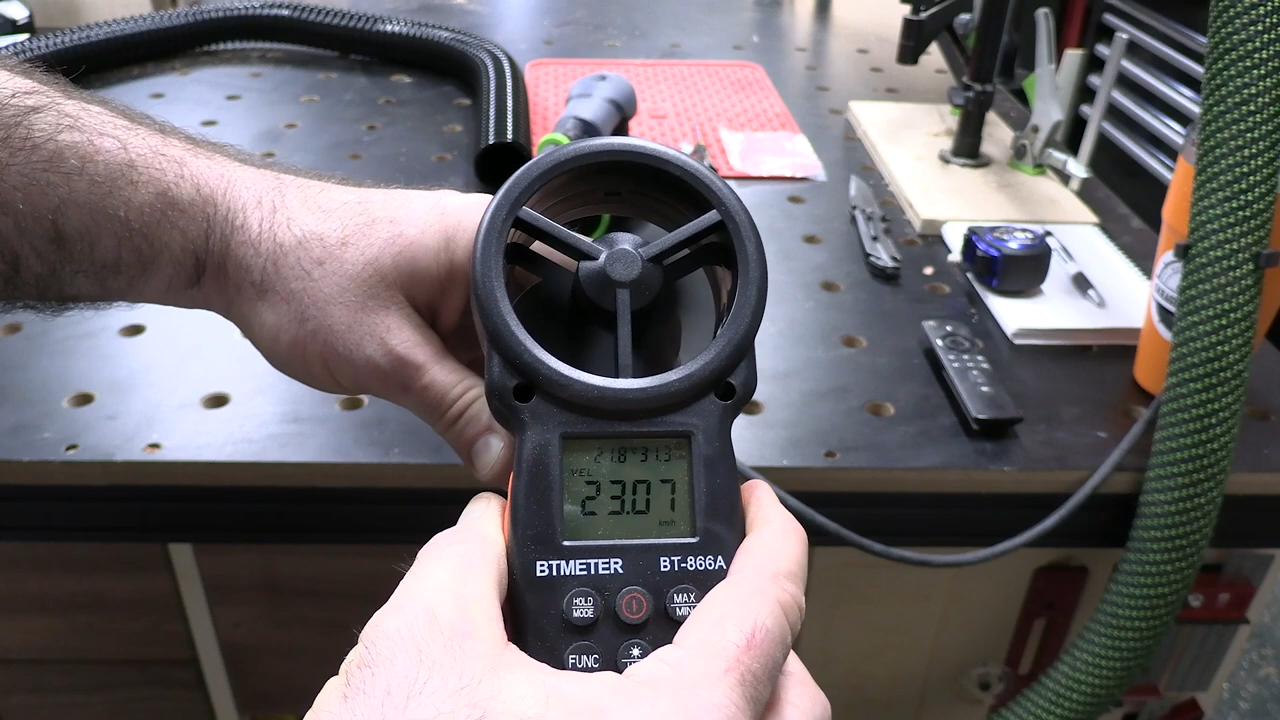 21.8°31.3
VEL
23.07
km/h
BTMETER BT-866A
HOLD
MODE
MAX
MIN
FUNC